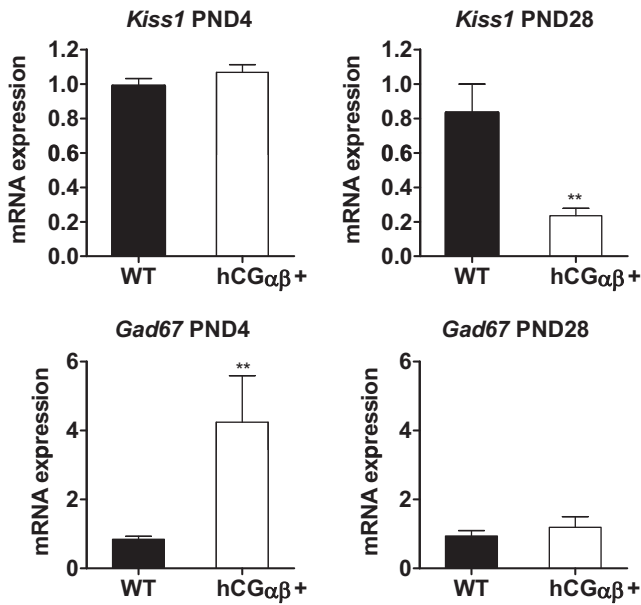 Kiss1 PND4
mRNA expression
1.2
1.0
0.8
0.6
0.4
0.2
0.0
WT hCGαβ+
Kiss1 PND28
mRNA expression
1.2
1.0
0.8
0.6
0.4
0.2
0.0
**
WT hCGαβ+
Gad67 PND4
mRNA expression
6
4
2
0
**
WT hCGαβ+
Gad67 PND28
mRNA expression
6
4
2
0
WT hCGαβ+